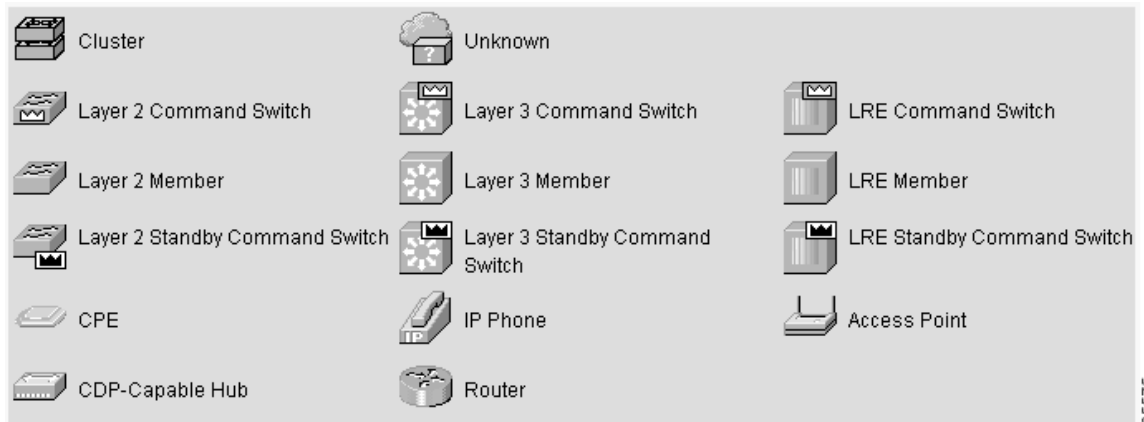 Cluster
Unknown
?
Layer 2 Command Switch
Layer 3 Command Switch
LRE Command Switch
Layer 2 Member
Layer 3 Member
LRE Member
Layer 2 Standby Command Switch
Layer 3 Standby Command
Switch
LRE Standby Command Switch
CPE
IP
IP Phone
Access Point
CDP-Capable Hub
Router